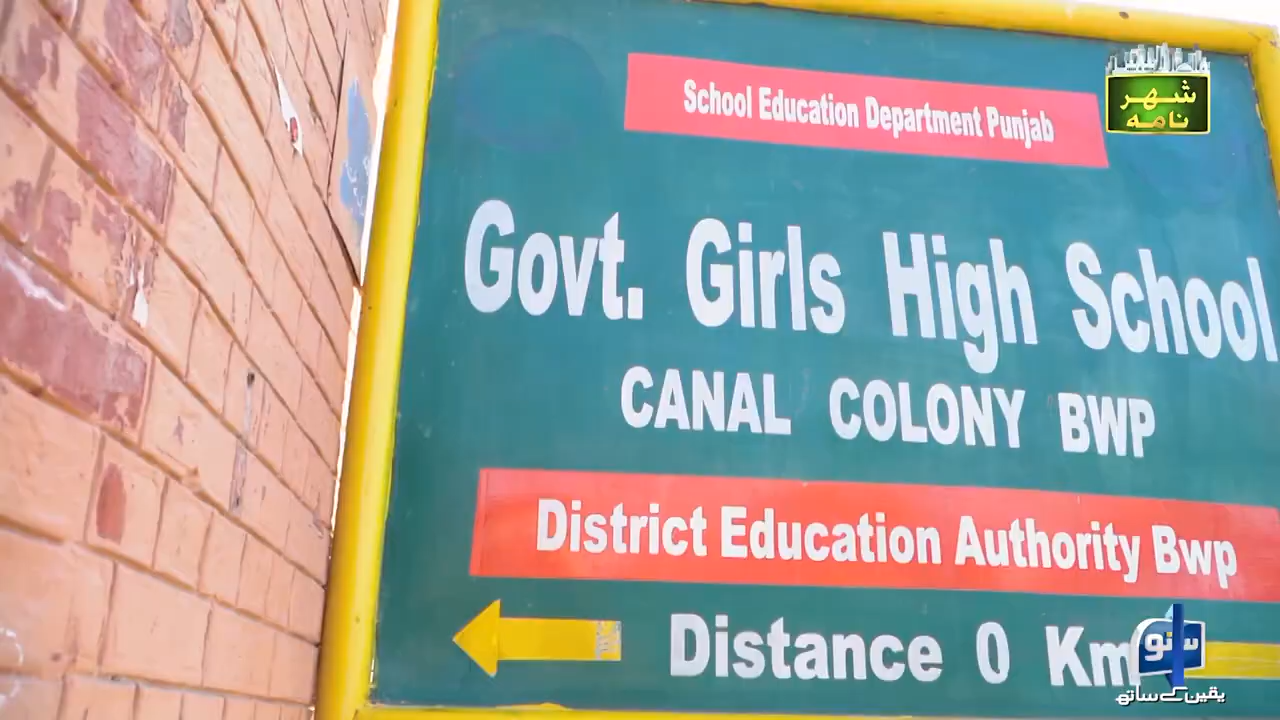 School Education Department Punjab
شہر
نامہ
Govt. Girls High School
CANAL COLONY BWP
District Education Authority Bwp
Distance 0 Km
سنو
یقین کے ساتھ